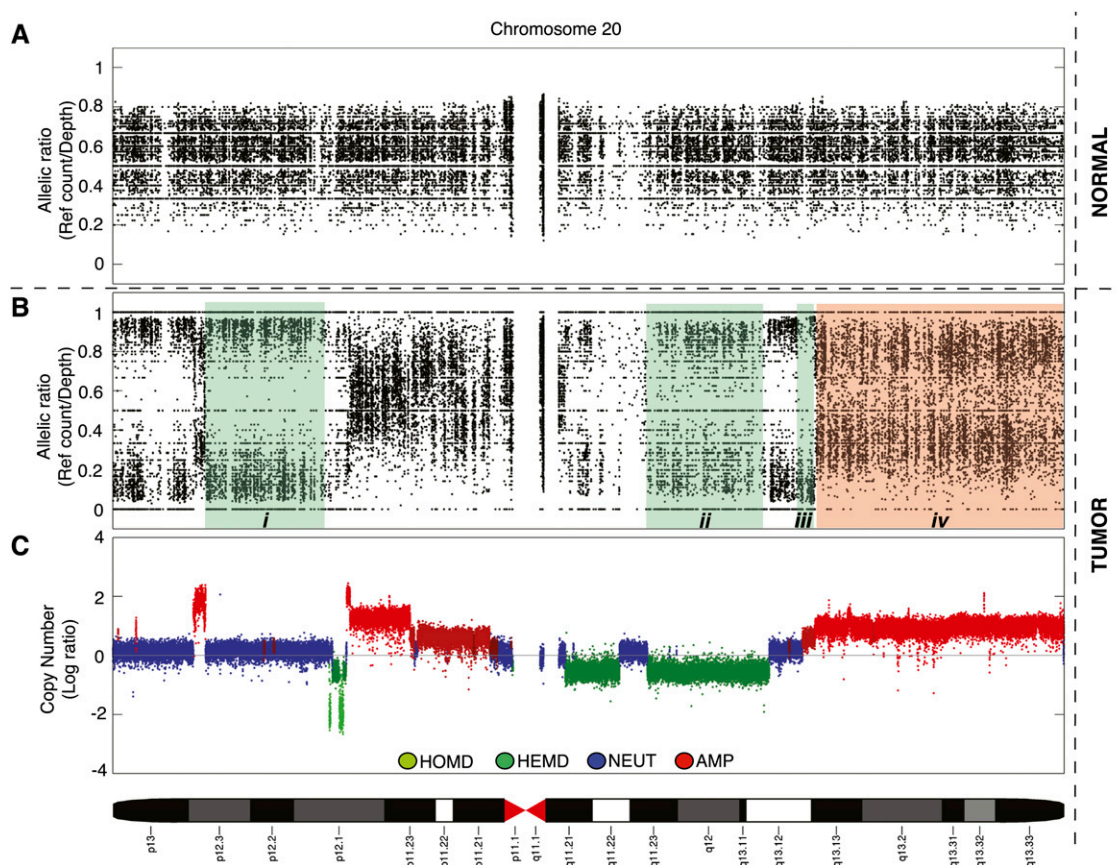 Chromosome 20
A
Allelic ratio
(Ref count/Depth)
1
0.8
0.6
0.4
0.2
0
NORMAL
B
Allelic ratio
(Ref count/Depth)
1
0.8
0.6
0.4
0.2
0
i
ii
iii
iv
TUMOR
C
Copy Number
(Log ratio)
4
2
0
-2
-4
HOMD
HEMD
NEUT
AMP
p13
p12.3
p12.2
p12.1
p11.23
p11.22
p11.21
p11.1
q11.1
q11.21
q11.22
q11.23
q12
q13.11
q13.12
q13.13
q13.2
q13.31
q13.32
q13.33